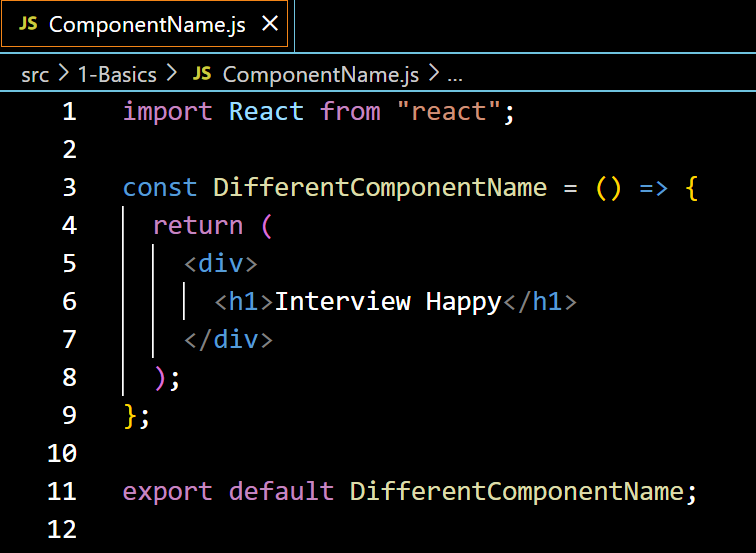 JS ComponentName.js ×
src > 1-Basics > JS ComponentName.js > ...
1 import React from "react";
2
3 const DifferentComponentName = () => {
4   return (
5     <div>
6       <h1>Interview Happy</h1>
7     </div>
8   );
9 };
10
11 export default DifferentComponentName;
12